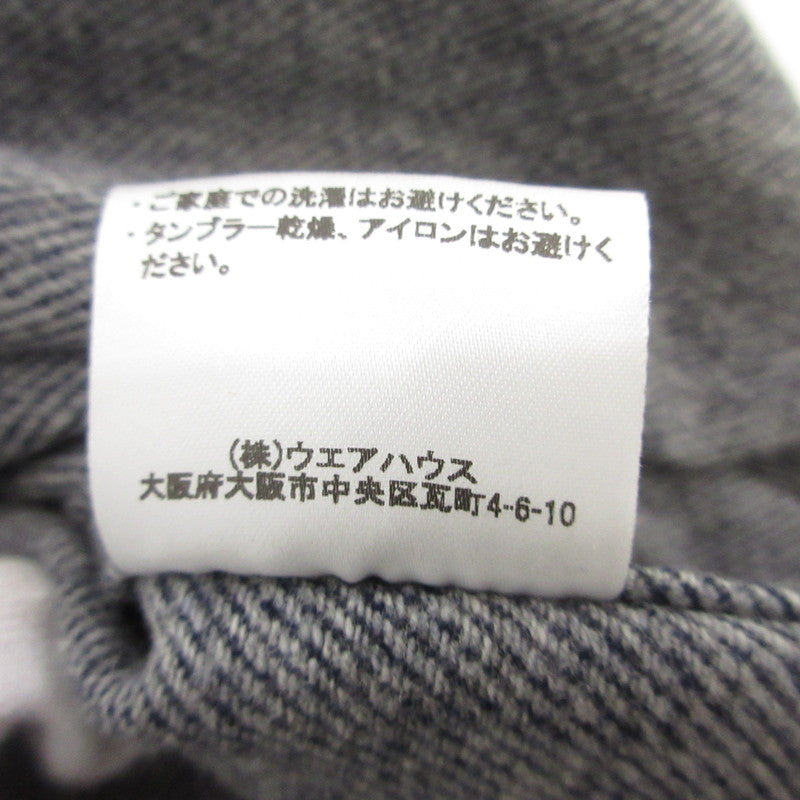 ・ご家庭での洗濯はお避けください。
・タンブラー乾燥、アイロンはお避けく
ださい。
(株)ウエアハウス
大阪府大阪市中央区瓦町4-6-10